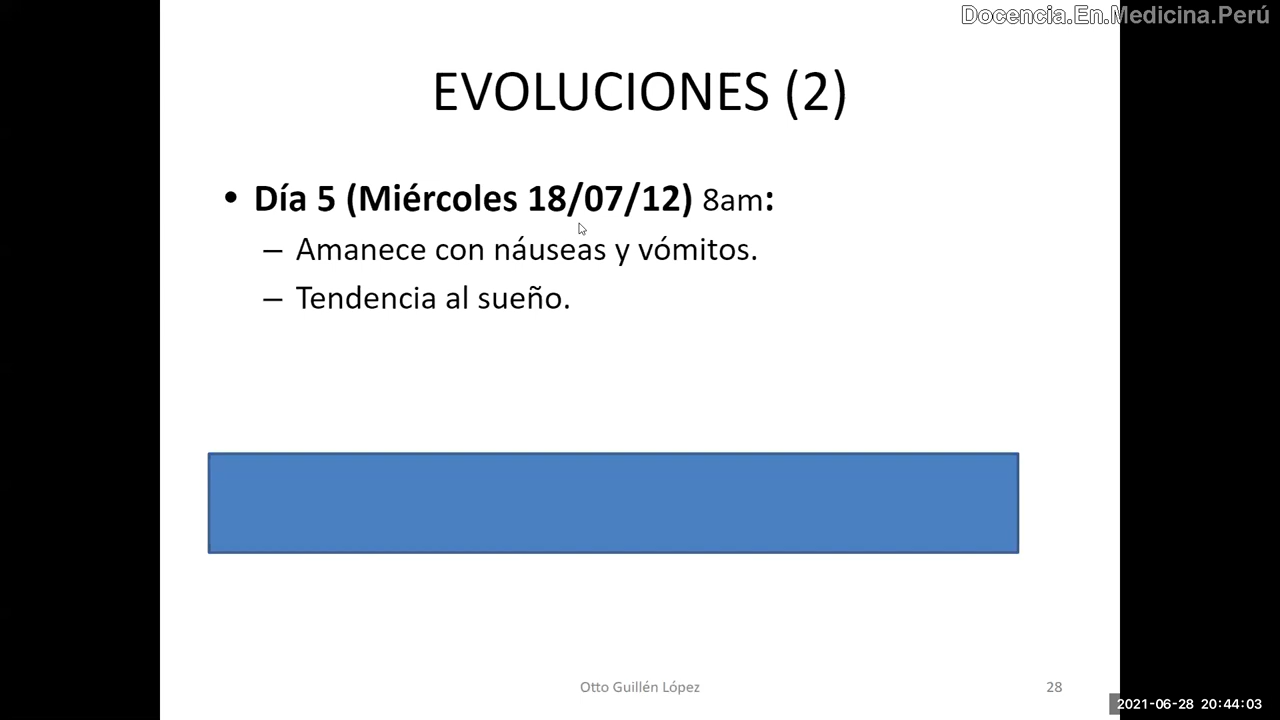 Docencia.En.Medicina.Perú
EVOLUCIONES (2)
• Día 5 (Miércoles 18/07/12) 8am:
– Amanece con náuseas y vómitos.
– Tendencia al sueño.
Otto Guillén López
28
2021-06-28 20:44:03